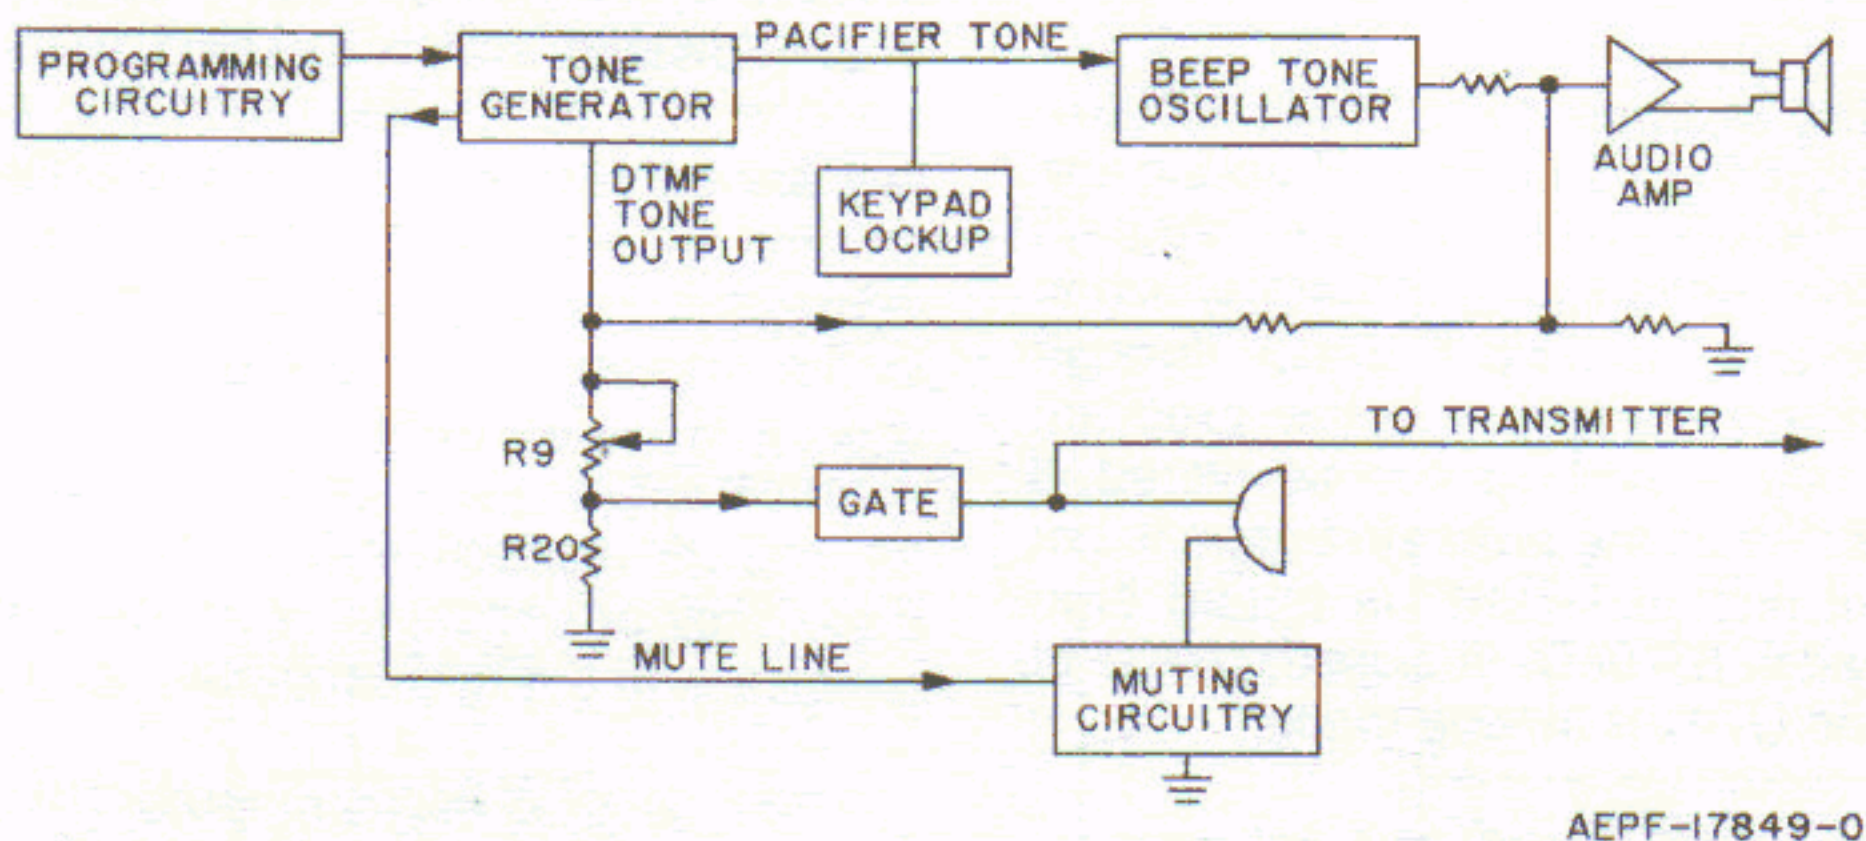 PROGRAMMING
CIRCUITRY
TONE
GENERATOR
PACIFIER TONE
BEEP TONE
OSCILLATOR
AUDIO
AMP
DTMF
TONE
OUTPUT
KEYPAD
LOCKUP
R9
TO TRANSMITTER
GATE
R20
MUTE LINE
MUTING
CIRCUITRY
AEPF-17849-O